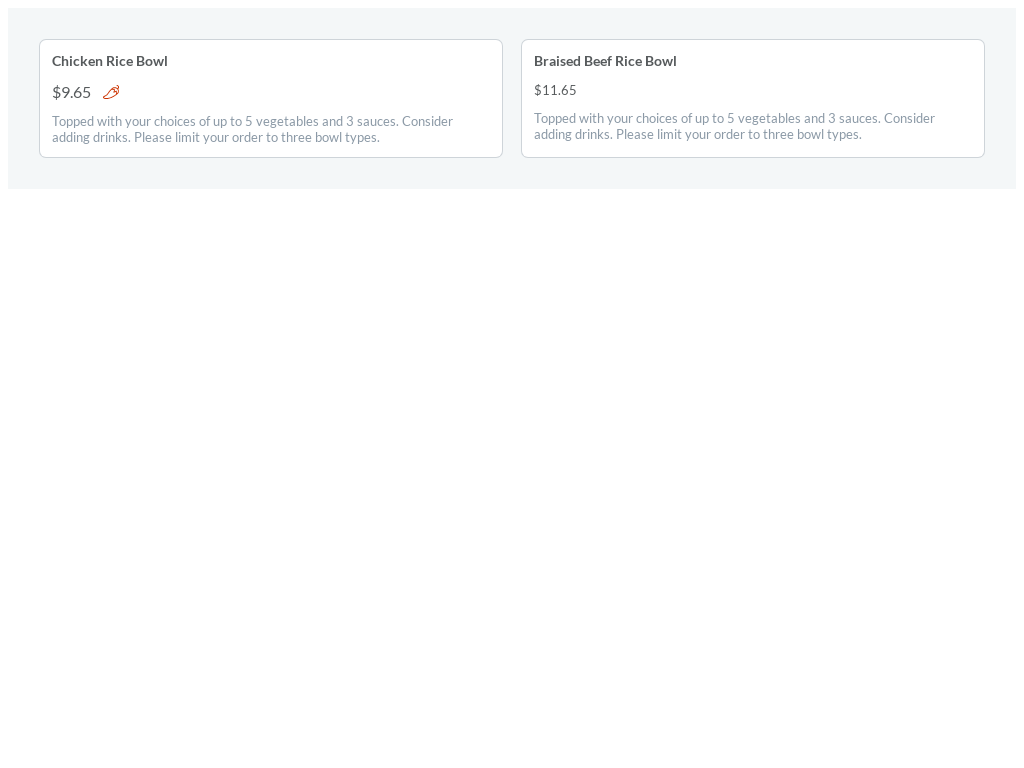 Chicken Rice Bowl
$9.65
Topped with your choices of up to 5 vegetables and 3 sauces. Consider
adding drinks. Please limit your order to three bowl types.
Braised Beef Rice Bowl
$11.65
Topped with your choices of up to 5 vegetables and 3 sauces. Consider
adding drinks. Please limit your order to three bowl types.